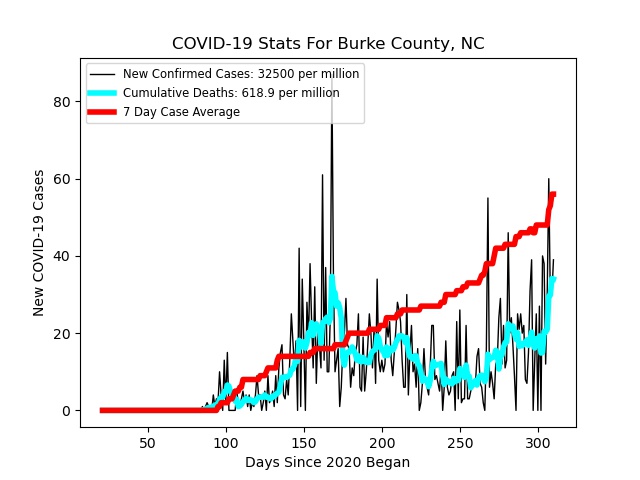 COVID-19 Stats For Burke County, NC
New Confirmed Cases: 32500 per million
Cumulative Deaths: 618.9 per million
7 Day Case Average
New COVID-19 Cases
80
60
40
20
0
50 100 150 200 250 300
Days Since 2020 Began